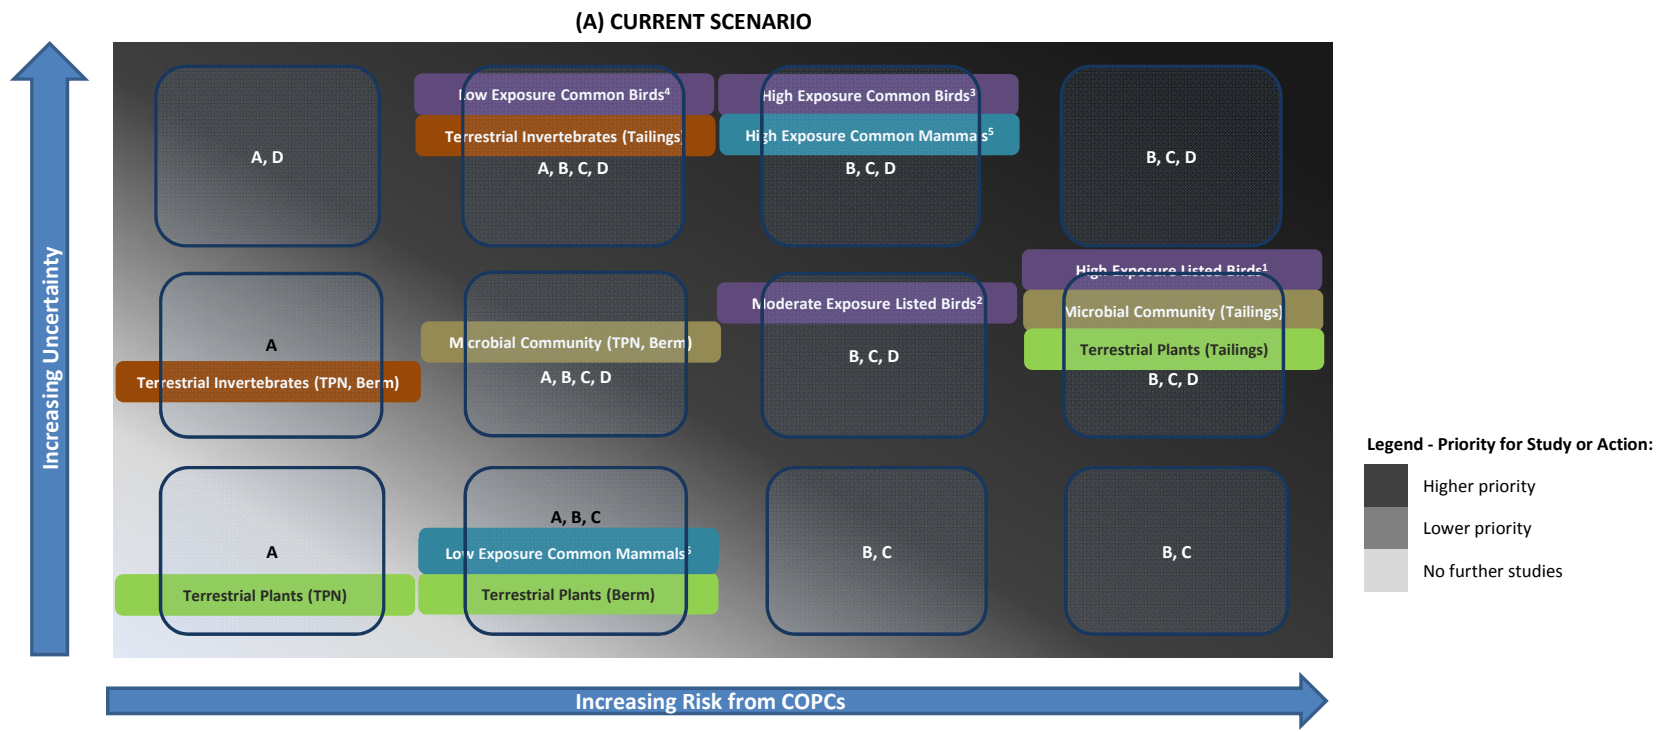 (A) CURRENT SCENARIO
Increasing Uncertainty
Low Exposure Common Birds⁴
High Exposure Common Birds³
Terrestrial Invertebrates (Tailings)
High Exposure Common Mammals⁵
A, D
A, B, C, D
B, C, D
B, C, D
High Exposure Listed Birds¹
Moderate Exposure Listed Birds²
Microbial Community (Tailings)
A
Microbial Community (TPN, Berm)
Terrestrial Plants (Tailings)
B, C, D
Terrestrial Invertebrates (TPN, Berm)
A, B, C, D
B, C, D
A, B, C
A
Low Exposure Common Mammals⁶
B, C
B, C
Terrestrial Plants (TPN)
Terrestrial Plants (Berm)
Increasing Risk from COPCs
Legend - Priority for Study or Action:
Higher priority
Lower priority
No further studies